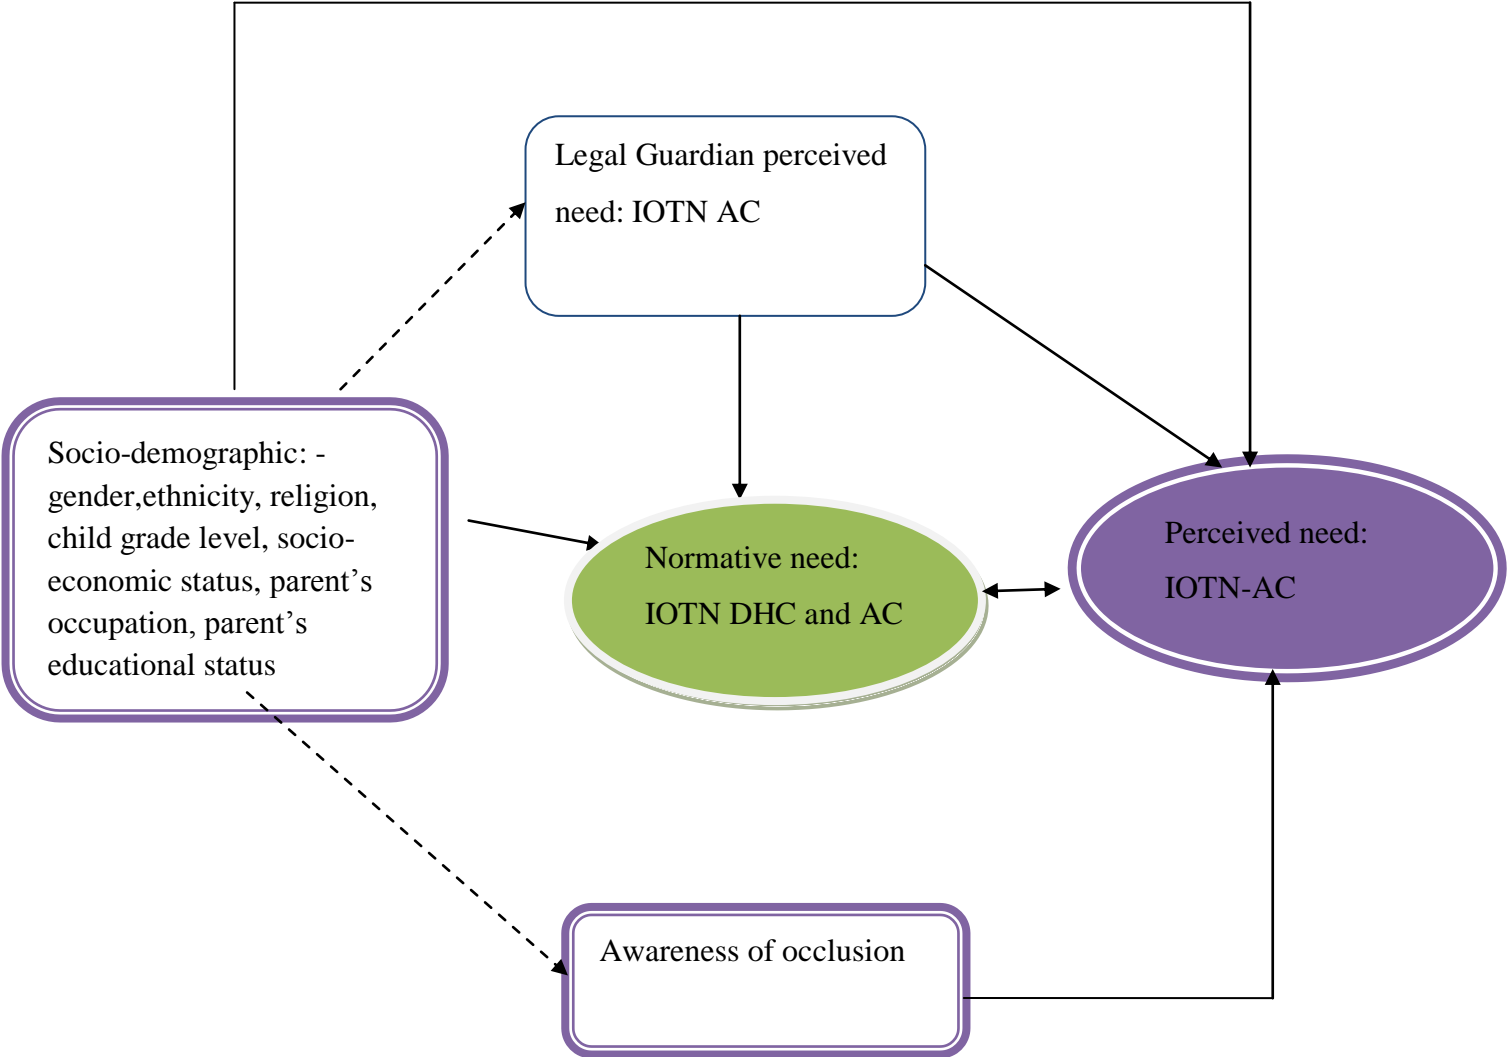 Legal Guardian perceived
need: IOTN AC
Socio-demographic: -
gender,ethnicity, religion,
child grade level, socio-
economic status, parent’s
occupation, parent’s
educational status
Normative need:
IOTN DHC and AC
Perceived need:
IOTN-AC
Awareness of occlusion